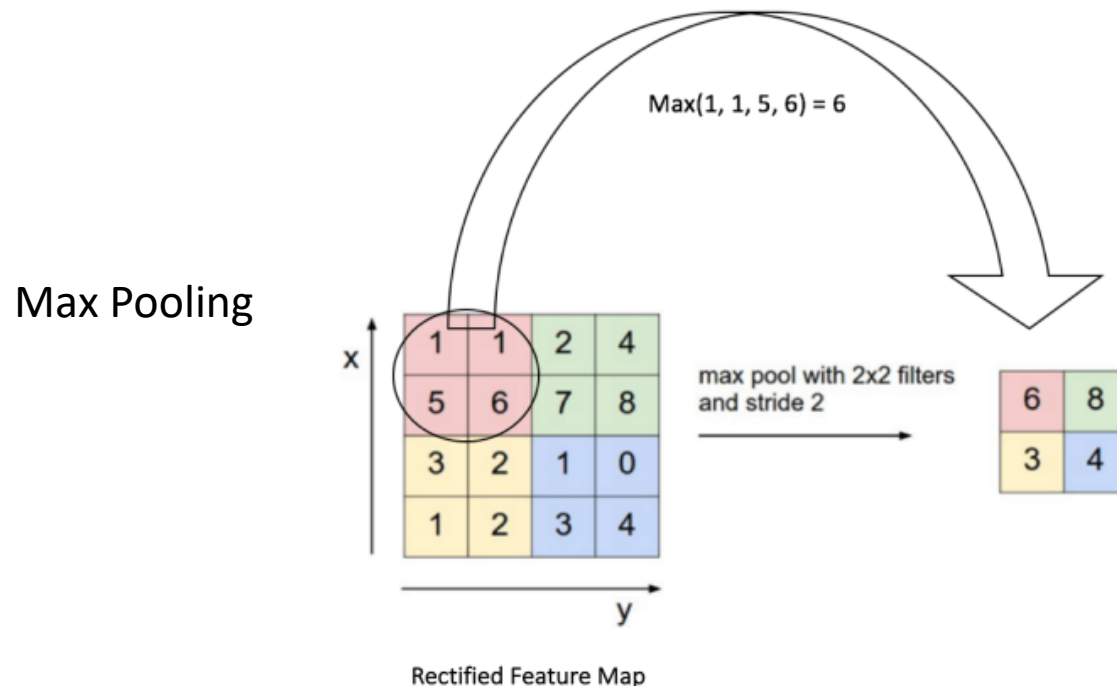 Max(1, 1, 5, 6) = 6
Max Pooling
x
1 1 2 4
5 6 7 8
3 2 1 0
1 2 3 4
y
Rectified Feature Map
max pool with 2x2 filters
and stride 2
6 8
3 4